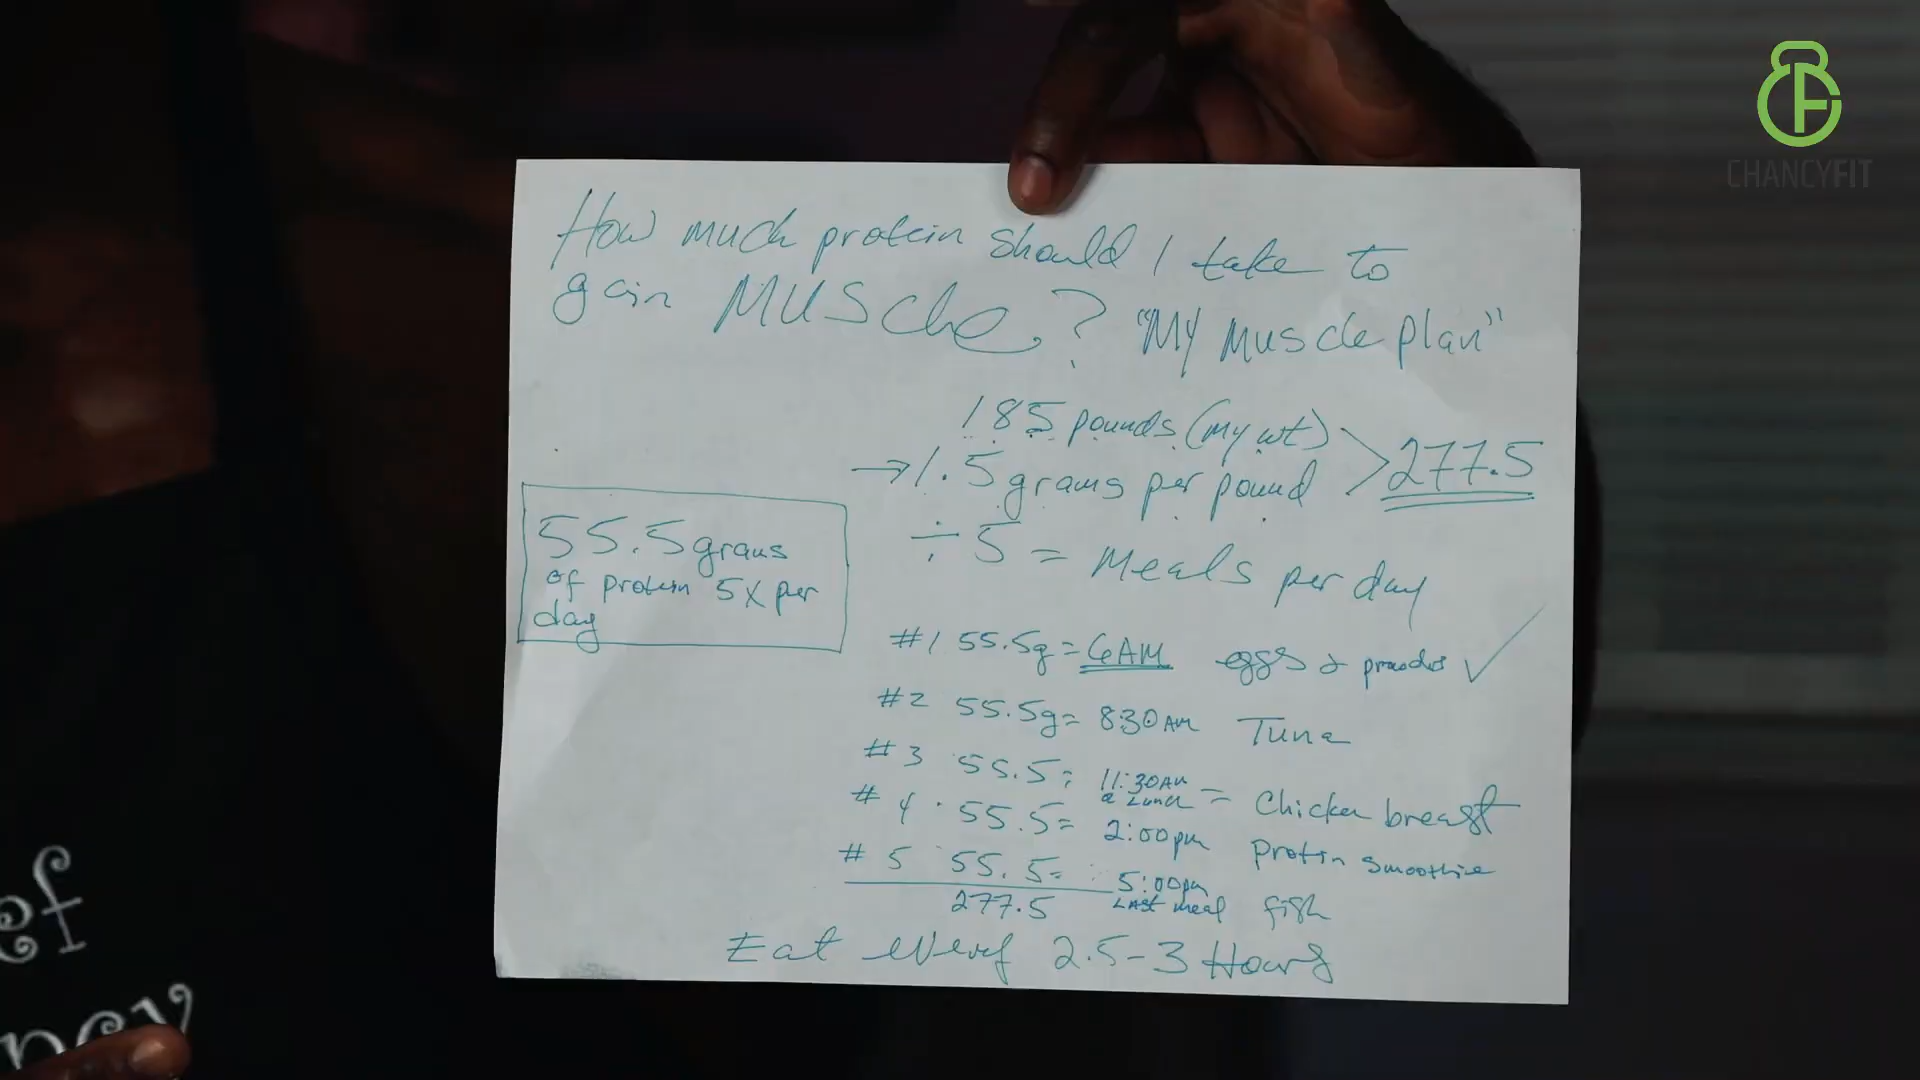 CHANCYFIT
How much protein should I take to
gain MUSCle? "My Muscle plan"
185 pounds (my wt)
→ 1.5 grams per pound > 277.5
÷ 5 = Meals per day
55.5 grams
of protein 5x per
day
#1 55.5g = 6AM eggs &
#2 55.5g = 8:30AM Tuna
#3 55.5= 11:30AM @ Lunch = Chicken breast
#4 55.5= 2:00pm Protin Smoothie
#5 55.5= 5:00pm Last meal fish
277.5
Eat every 2.5-3 Hours
ef
ncy